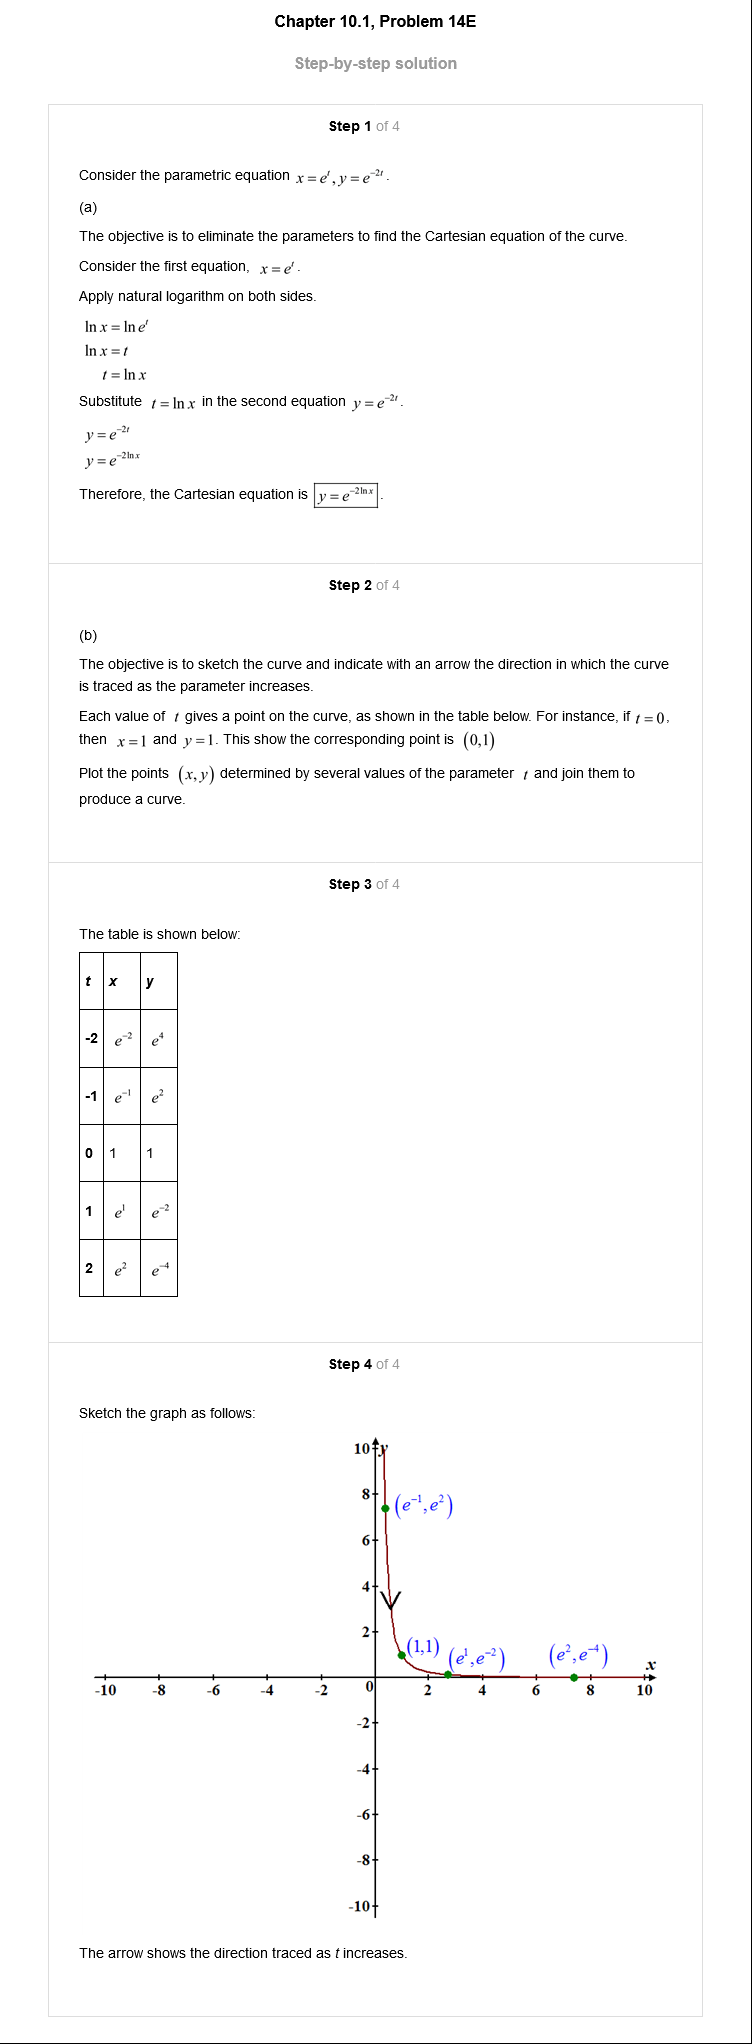 Chapter 10.1, Problem 14E
Step-by-step solution
Step 1 of 4
Consider the parametric equation x = e^t, y = e^{-2t}.
(a)
The objective is to eliminate the parameters to find the Cartesian equation of the curve.
Consider the first equation, x = e^t.
Apply natural logarithm on both sides.
ln x = ln e^t
ln x = t
t = ln x
Substitute t = ln x in the second equation y = e^{-2t}.
y = e^{-2t}
y = e^{-2 ln x}
Therefore, the Cartesian equation is y = e^{-2 ln x}.
Step 2 of 4
(b)
The objective is to sketch the curve and indicate with an arrow the direction in which the curve
is traced as the parameter increases.
Each value of t gives a point on the curve, as shown in the table below. For instance, if t = 0,
then x = 1 and y = 1. This show the corresponding point is (0,1)
Plot the points (x, y) determined by several values of the parameter t and join them to
produce a curve.
Step 3 of 4
The table is shown below:
t x y
-2 e^{-2} e^4
-1 e^{-1} e^2
0 1 1
1 e^1 e^{-2}
2 e^2 e^{-4}
Step 4 of 4
Sketch the graph as follows:
10 y
8 (e^{-1}, e^2)
6
4
2 (1,1) (e^1, e^{-2}) (e^2, e^{-4})
x
-10 -8 -6 -4 -2 0 2 4 6 8 10
-2
-4
-6
-8
-10
The arrow shows the direction traced as t increases.